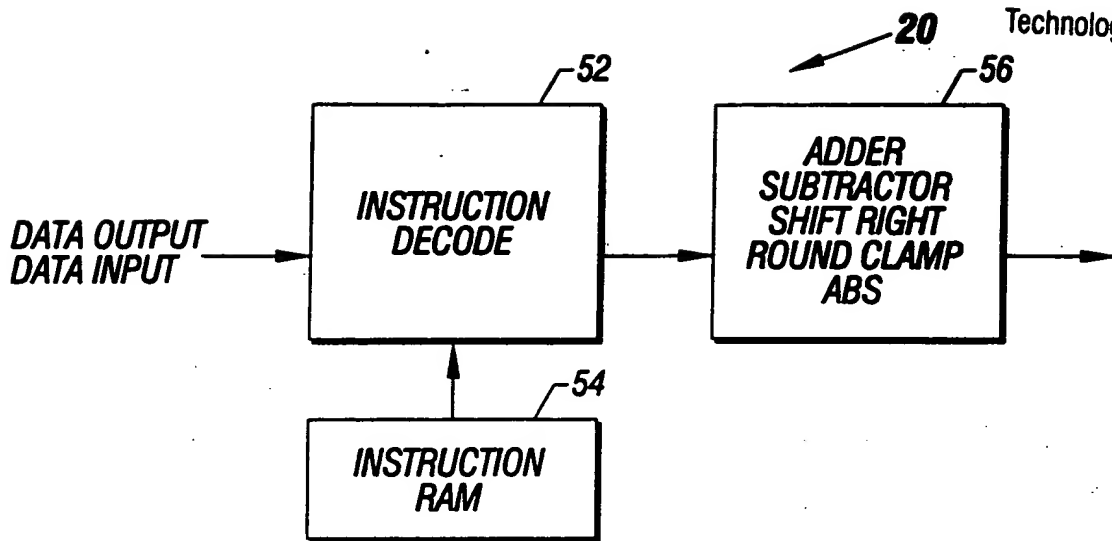 20
Technolog
52
56
INSTRUCTION
DECODE
ADDER
SUBTRACTOR
SHIFT RIGHT
ROUND CLAMP
ABS
DATA OUTPUT
DATA INPUT
54
INSTRUCTION
RAM